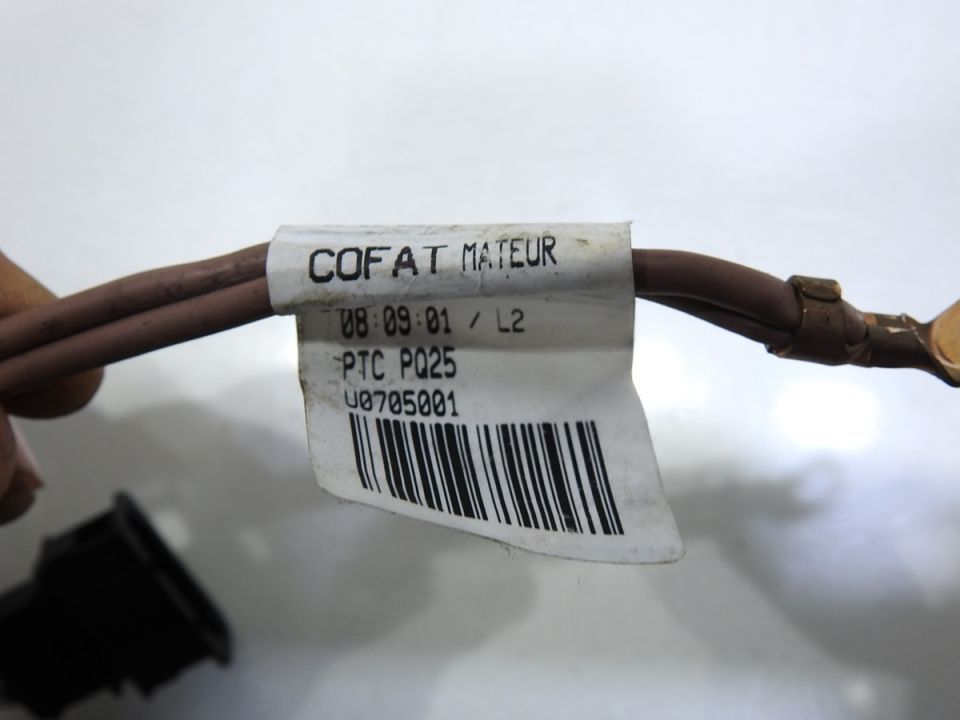 COFAT MATEUR
08:09:01 / L2
PTC PQ25
U0705001